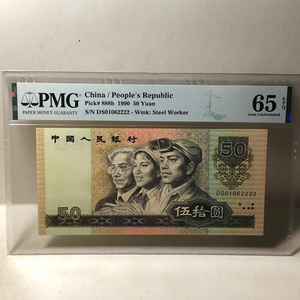 PMG
PAPER MONEY GUARANTY
China / People's Republic
Pick# 888b 1990 50 Yuan
S/N DS01062222 - Wmk: Steel Worker
65 EPQ
Gem Uncirculated
中国人民银行
50
DS01062222
50
伍拾圆